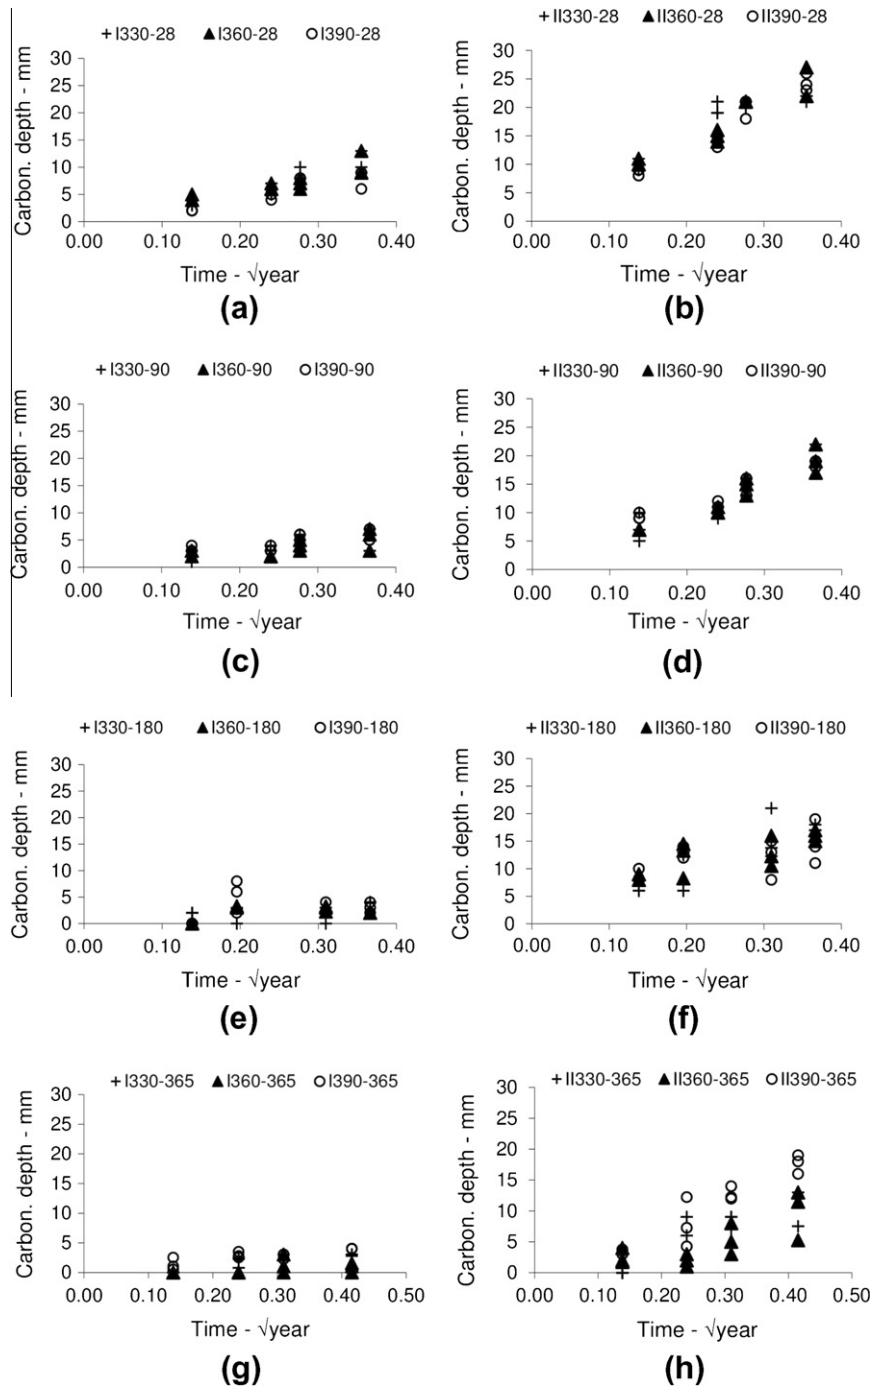 + I330-28 ▲ I360-28 ○ I390-28
30
25
20
15
10
5
0
Carbon. depth - mm
0.00 0.10 0.20 0.30 0.40
Time - √year
(a)
+ II330-28 ▲ II360-28 ○ II390-28
30
25
20
15
10
5
0
Carbon. depth - mm
0.00 0.10 0.20 0.30 0.40
Time - √year
(b)
+ I330-90 ▲ I360-90 ○ I390-90
30
25
20
15
10
5
0
Carbon. depth - mm
0.00 0.10 0.20 0.30 0.40
Time - √year
(c)
+ II330-90 ▲ II360-90 ○ II390-90
30
25
20
15
10
5
0
Carbon. depth - mm
0.00 0.10 0.20 0.30 0.40
Time - √year
(d)
+ I330-180 ▲ I360-180 ○ I390-180
30
25
20
15
10
5
0
Carbon. depth - mm
0.00 0.10 0.20 0.30 0.40
Time - √year
(e)
+ II330-180 ▲ II360-180 ○ II390-180
30
25
20
15
10
5
0
Carbon. depth - mm
0.00 0.10 0.20 0.30 0.40
Time - √year
(f)
+ I330-365 ▲ I360-365 ○ I390-365
30
25
20
15
10
5
0
Carbon. depth - mm
0.00 0.10 0.20 0.30 0.40 0.50
Time - √year
(g)
+ II330-365 ▲ II360-365 ○ II390-365
30
25
20
15
10
5
0
Carbon. depth - mm
0.00 0.10 0.20 0.30 0.40 0.50
Time - √year
(h)